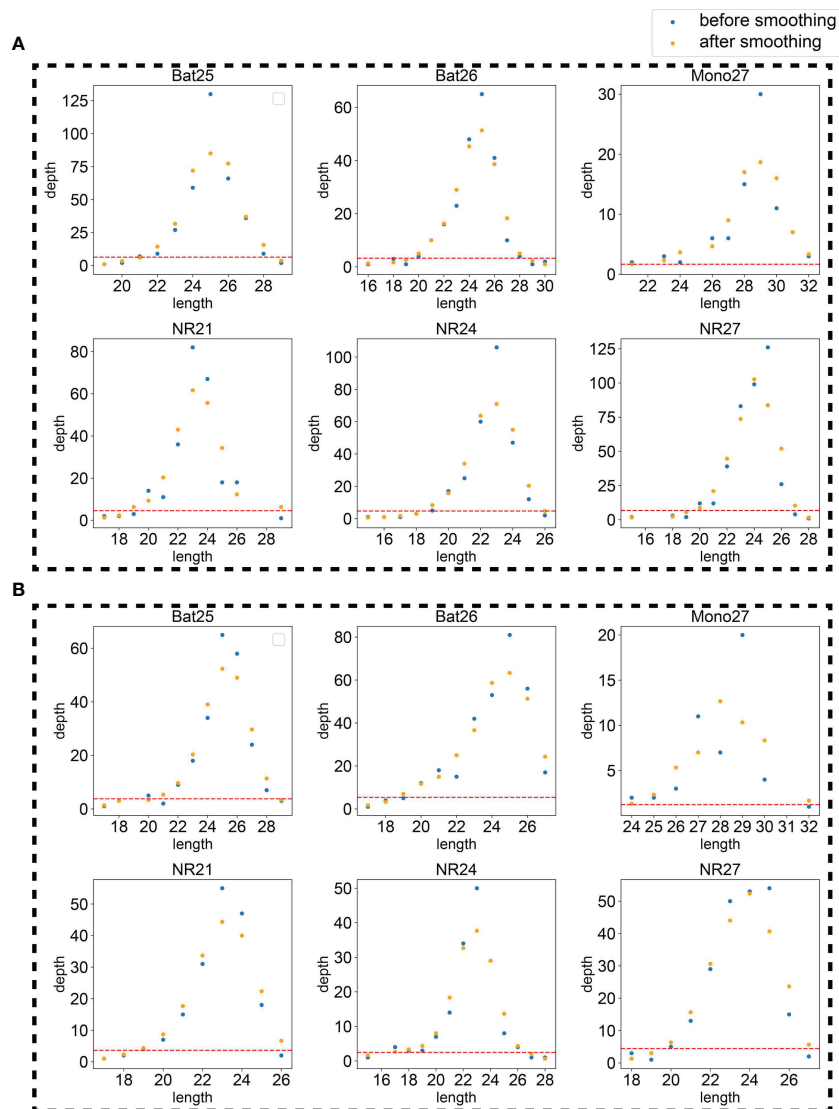 before smoothing
after smoothing
A
Bat25
Bat26
Mono27
125
100
75
50
25
0
depth
20 22 24 26 28
length
60
40
20
0
depth
16 18 20 22 24 26 28 30
length
30
20
10
0
depth
22 24 26 28 30 32
length
NR21
NR24
NR27
80
60
40
20
0
depth
18 20 22 24 26 28
length
100
80
60
40
20
0
depth
16 18 20 22 24 26
length
125
100
75
50
25
0
depth
16 18 20 22 24 26 28
length
B
Bat25
Bat26
Mono27
60
40
20
0
depth
18 20 22 24 26 28
length
80
60
40
20
0
depth
18 20 22 24 26
length
20
15
10
5
depth
24 25 26 27 28 29 30 31 32
length
NR21
NR24
NR27
50
40
30
20
10
0
depth
18 20 22 24 26
length
50
40
30
20
10
0
depth
16 18 20 22 24 26 28
length
50
40
30
20
10
0
depth
18 20 22 24 26
length